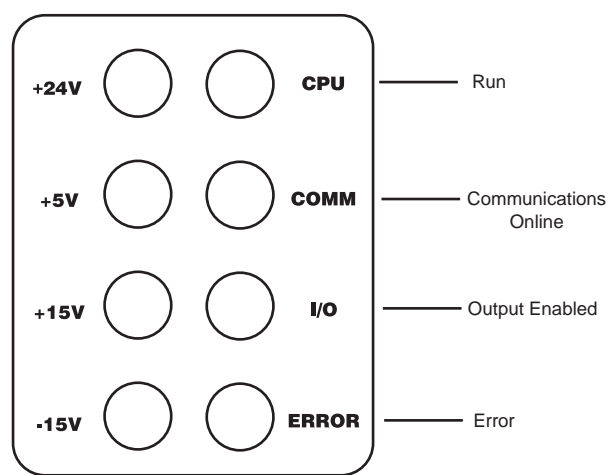 +24V CPU Run
+5V COMM Communications
Online
+15V I/O Output Enabled
-15V ERROR Error